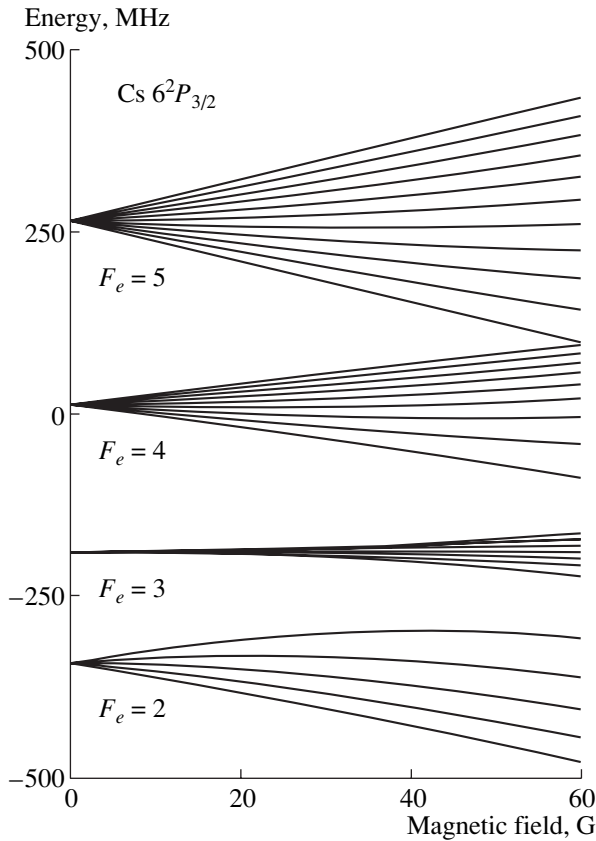 Energy, MHz
500
Cs 6²P₃/₂
250
Fₑ = 5
0
Fₑ = 4
−250
Fₑ = 3
Fₑ = 2
−500
0 20 40 60
Magnetic field, G